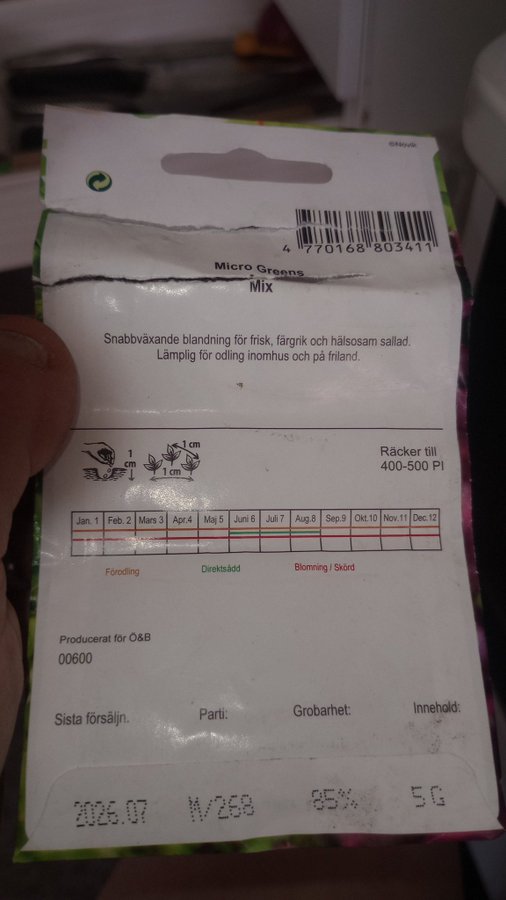 ©Novik
4 770168 803411
Micro Greens
Mix
Snabbväxande blandning för frisk, färgrik och hälsosam sallad.
Lämplig för odling inomhus och på friland.
1 cm
1 cm
1 cm
Räcker till
400-500 Pl
Jan. 1 Feb. 2 Mars 3 Apr.4 Maj 5 Juni 6 Juli 7 Aug.8 Sep.9 Okt.10 Nov.11 Dec.12
Förodling Direktsådd Blomning / Skörd
Producerat för Ö&B
00600
Sista försäljn. Parti: Grobarhet: Innehold:
2026.07 W/268 85% 5 G